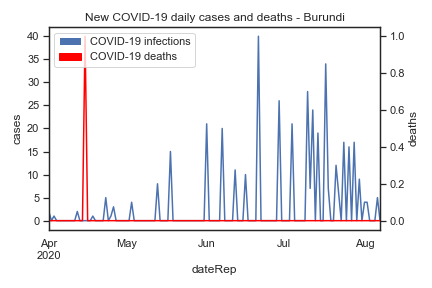 New COVID-19 daily cases and deaths - Burundi
COVID-19 infections
COVID-19 deaths
40
35
30
25
20
15
10
5
0
cases
1.0
0.8
0.6
0.4
0.2
0.0
deaths
Apr May Jun Jul Aug
2020
dateRep